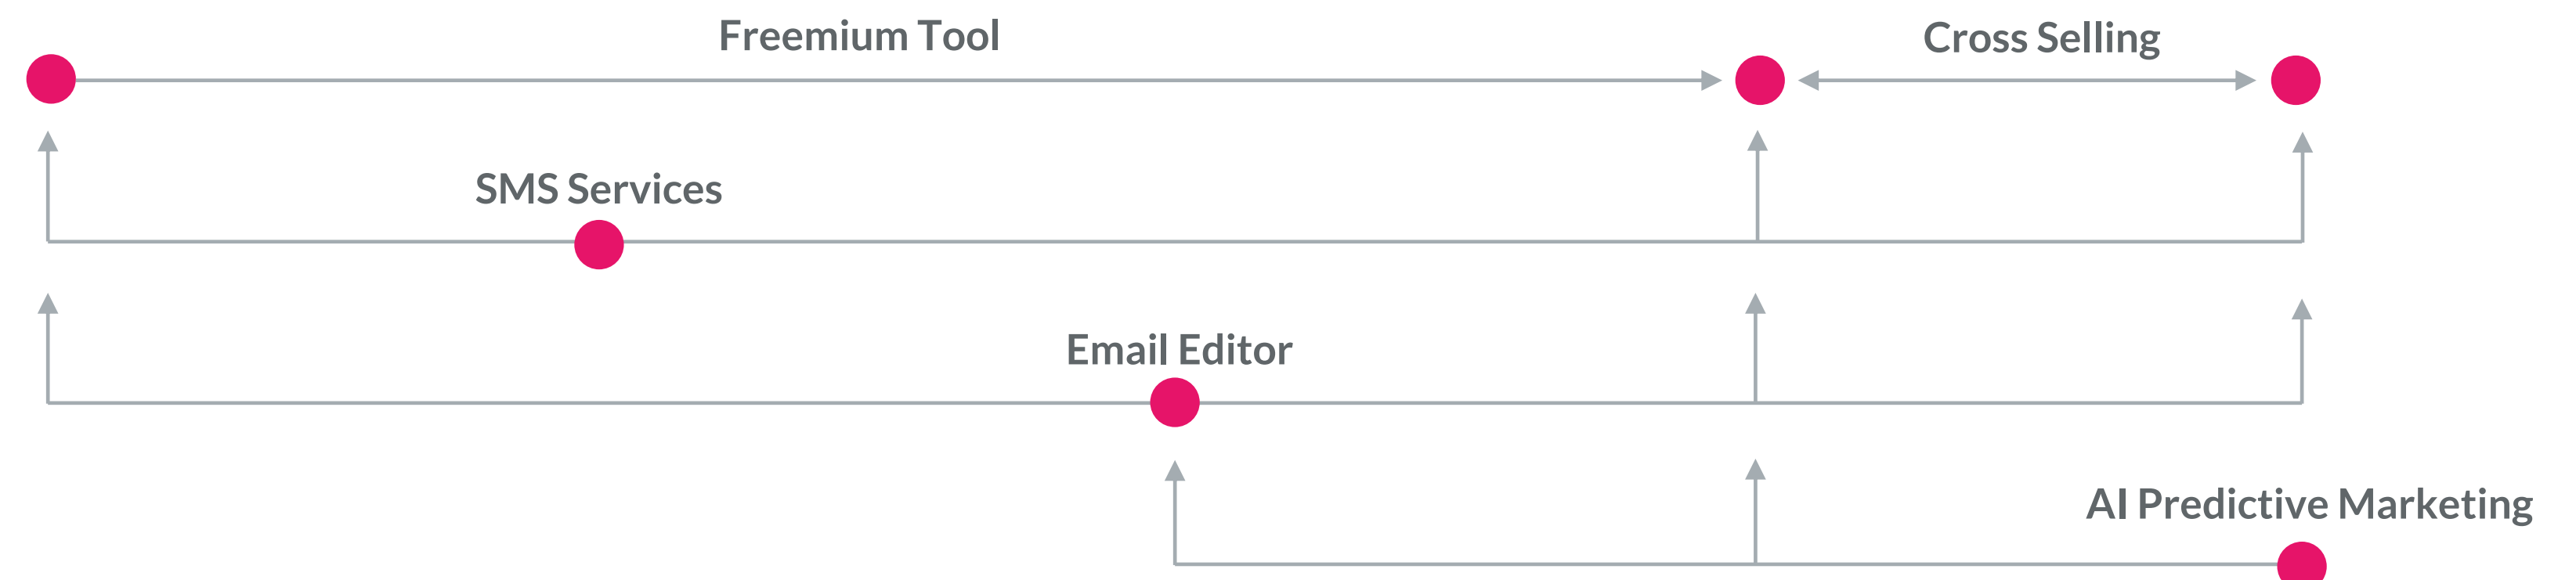 Freemium Tool
Cross Selling
SMS Services
Email Editor
AI Predictive Marketing